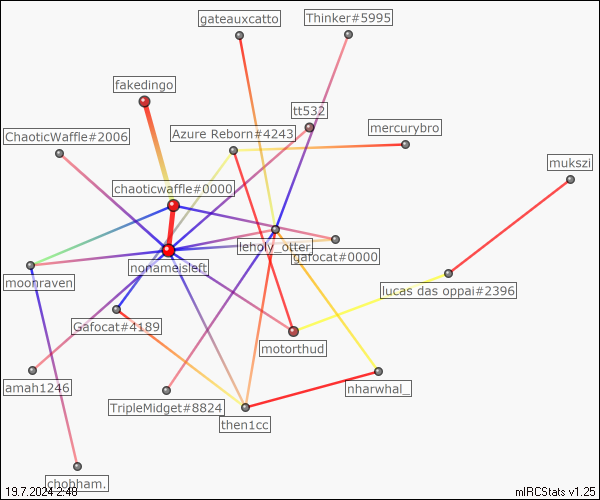 gateauxcatto
Thinker#5995
fakedingo
tt532
ChaoticWaffle#2006
Azure Reborn#4243
mercurybro
mukszi
chaoticwaffle#0000
leholy_otter
gafocat#0000
nonameisleft
moonraven
lucas das oppai#2396
Gafocat#4189
motorthud
amah1246
nharwhal_
TripleMidget#8824
then1cc
chohham.
19.7.2024 2:48
mIRCStats v1.25